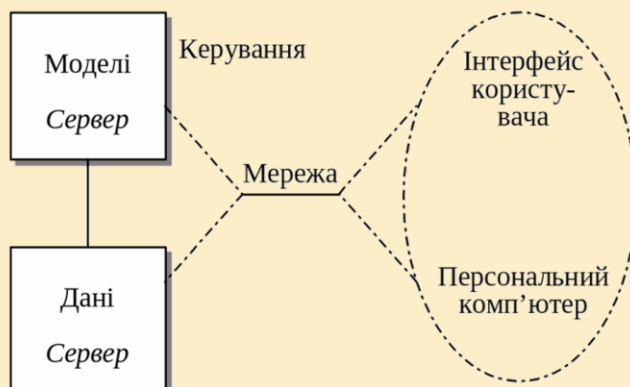 Моделі
Сервер
Керування
Інтерфейс
користу-
вача
Мережа
Дані
Сервер
Персональний
комп’ютер